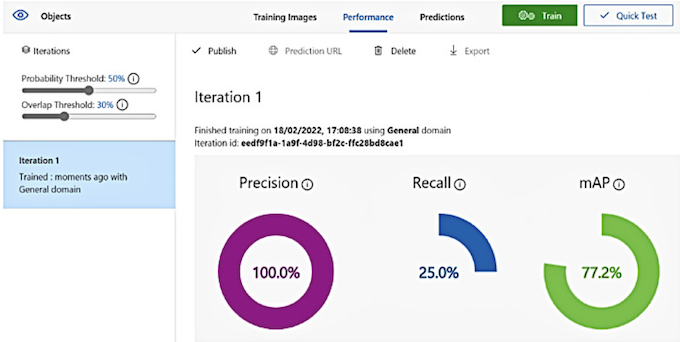 Objects
Training Images Performance Predictions Train Quick Test
Iterations
Probability Threshold: 50%
Overlap Threshold: 30%
Iteration 1
Trained : moments ago with
General domain
Publish Prediction URL Delete Export
Iteration 1
Finished training on 18/02/2022, 17:08:38 using General domain
Iteration id: eedf9f1a-1a9f-4d98-bf2c-ffc28bd8cae1
Precision Recall mAP
100.0% 25.0% 77.2%